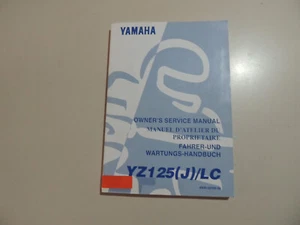 YAMAHA
OWNER'S SERVICE MANUAL
MANUEL D'ATELIER DU
PROPRIETAIRE
FAHRER-UND
WARTUNGS-HANDBUCH
YZ125(J)/LC